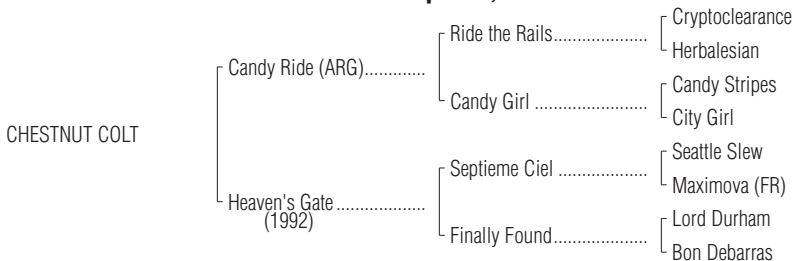 Cryptoclearance
Ride the Rails....................
Herbalesian
Candy Ride (ARG).............
Candy Stripes
Candy Girl ........................
City Girl
CHESTNUT COLT
Seattle Slew
Septieme Ciel ...................
Maximova (FR)
Heaven's Gate ...................
(1992)
Lord Durham
Finally Found....................
Bon Debarras